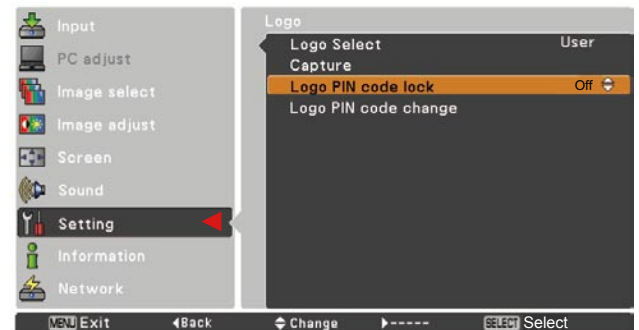 Input
PC adjust
Image select
Image adjust
Screen
Sound
Setting
Information
Network
Logo
Logo Select User
Capture
Logo PIN code lock Off
Logo PIN code change
MENU Exit ◀Back Change ▶----- SELECT Select